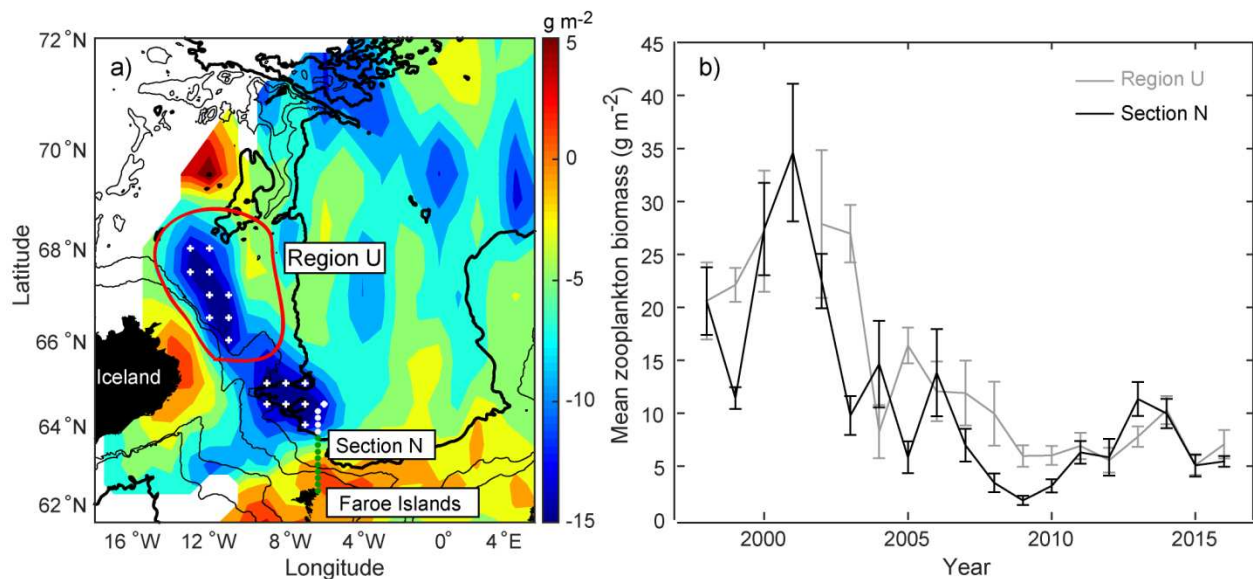 a)
g m-2
72°N
70°N
68°N
66°N
64°N
62°N
Latitude
16°W
12°W
8°W
4°W
0°
4°E
Longitude
Region U
Iceland
Section N
Faroe Islands
5
0
-5
-10
-15
b)
Region U
Section N
Mean zooplankton biomass (g m-2)
45
40
35
30
25
20
15
10
5
0
2000
2005
2010
2015
Year